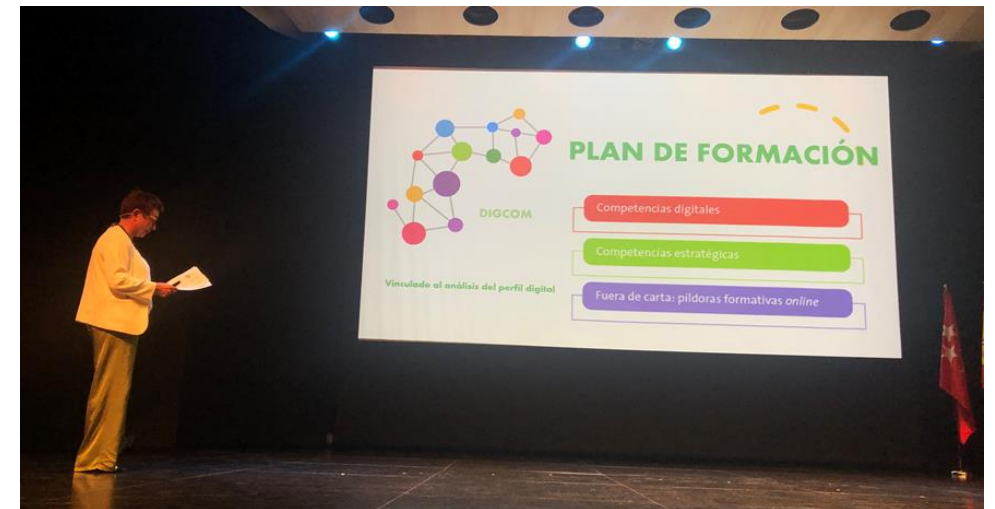 PLAN DE FORMACIÓN
DIGCOM
Vinculado al análisis del perfil digital
Competencias digitales
Competencias estratégicas
Fuera de carta: píldoras formativas online